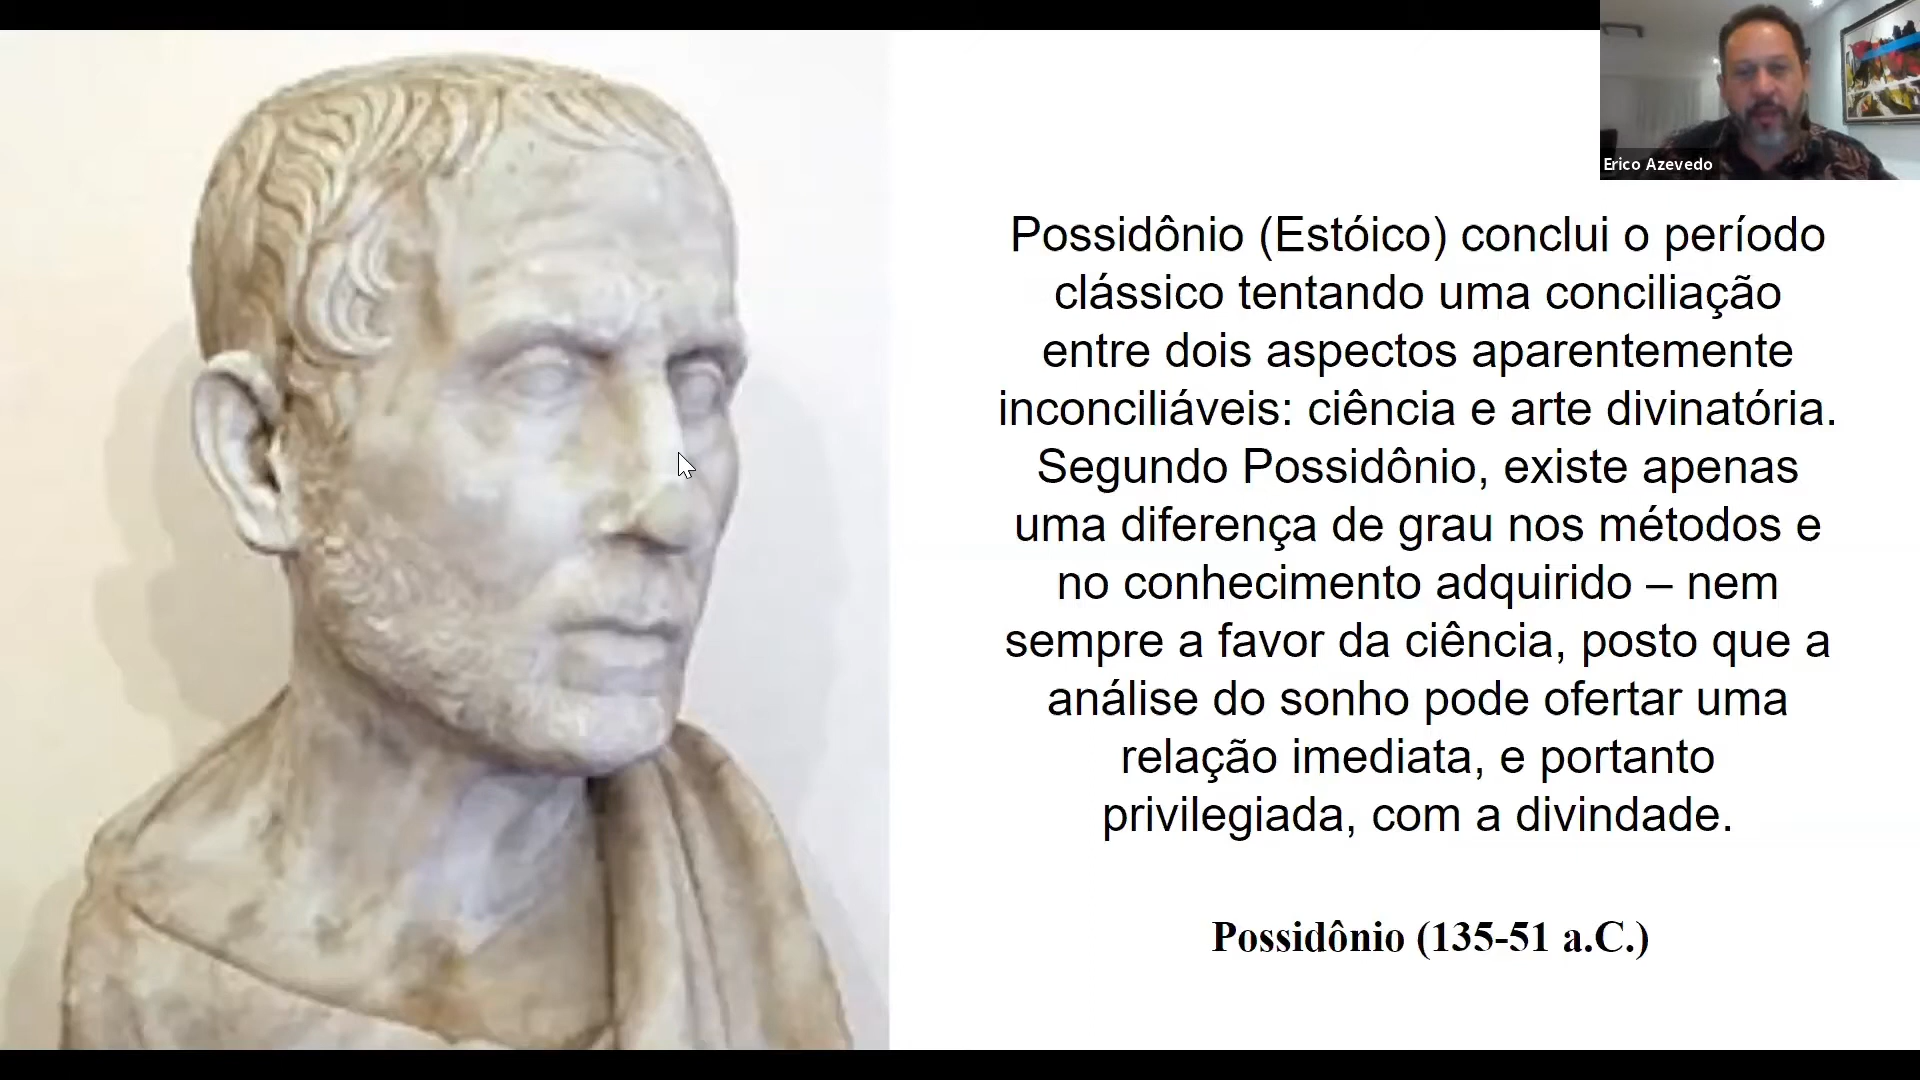 Erico Azevedo
Possidônio (Estóico) conclui o período
clássico tentando uma conciliação
entre dois aspectos aparentemente
inconciliáveis: ciência e arte divinatória.
Segundo Possidônio, existe apenas
uma diferença de grau nos métodos e
no conhecimento adquirido – nem
sempre a favor da ciência, posto que a
análise do sonho pode ofertar uma
relação imediata, e portanto
privilegiada, com a divindade.
Possidônio (135-51 a.C.)